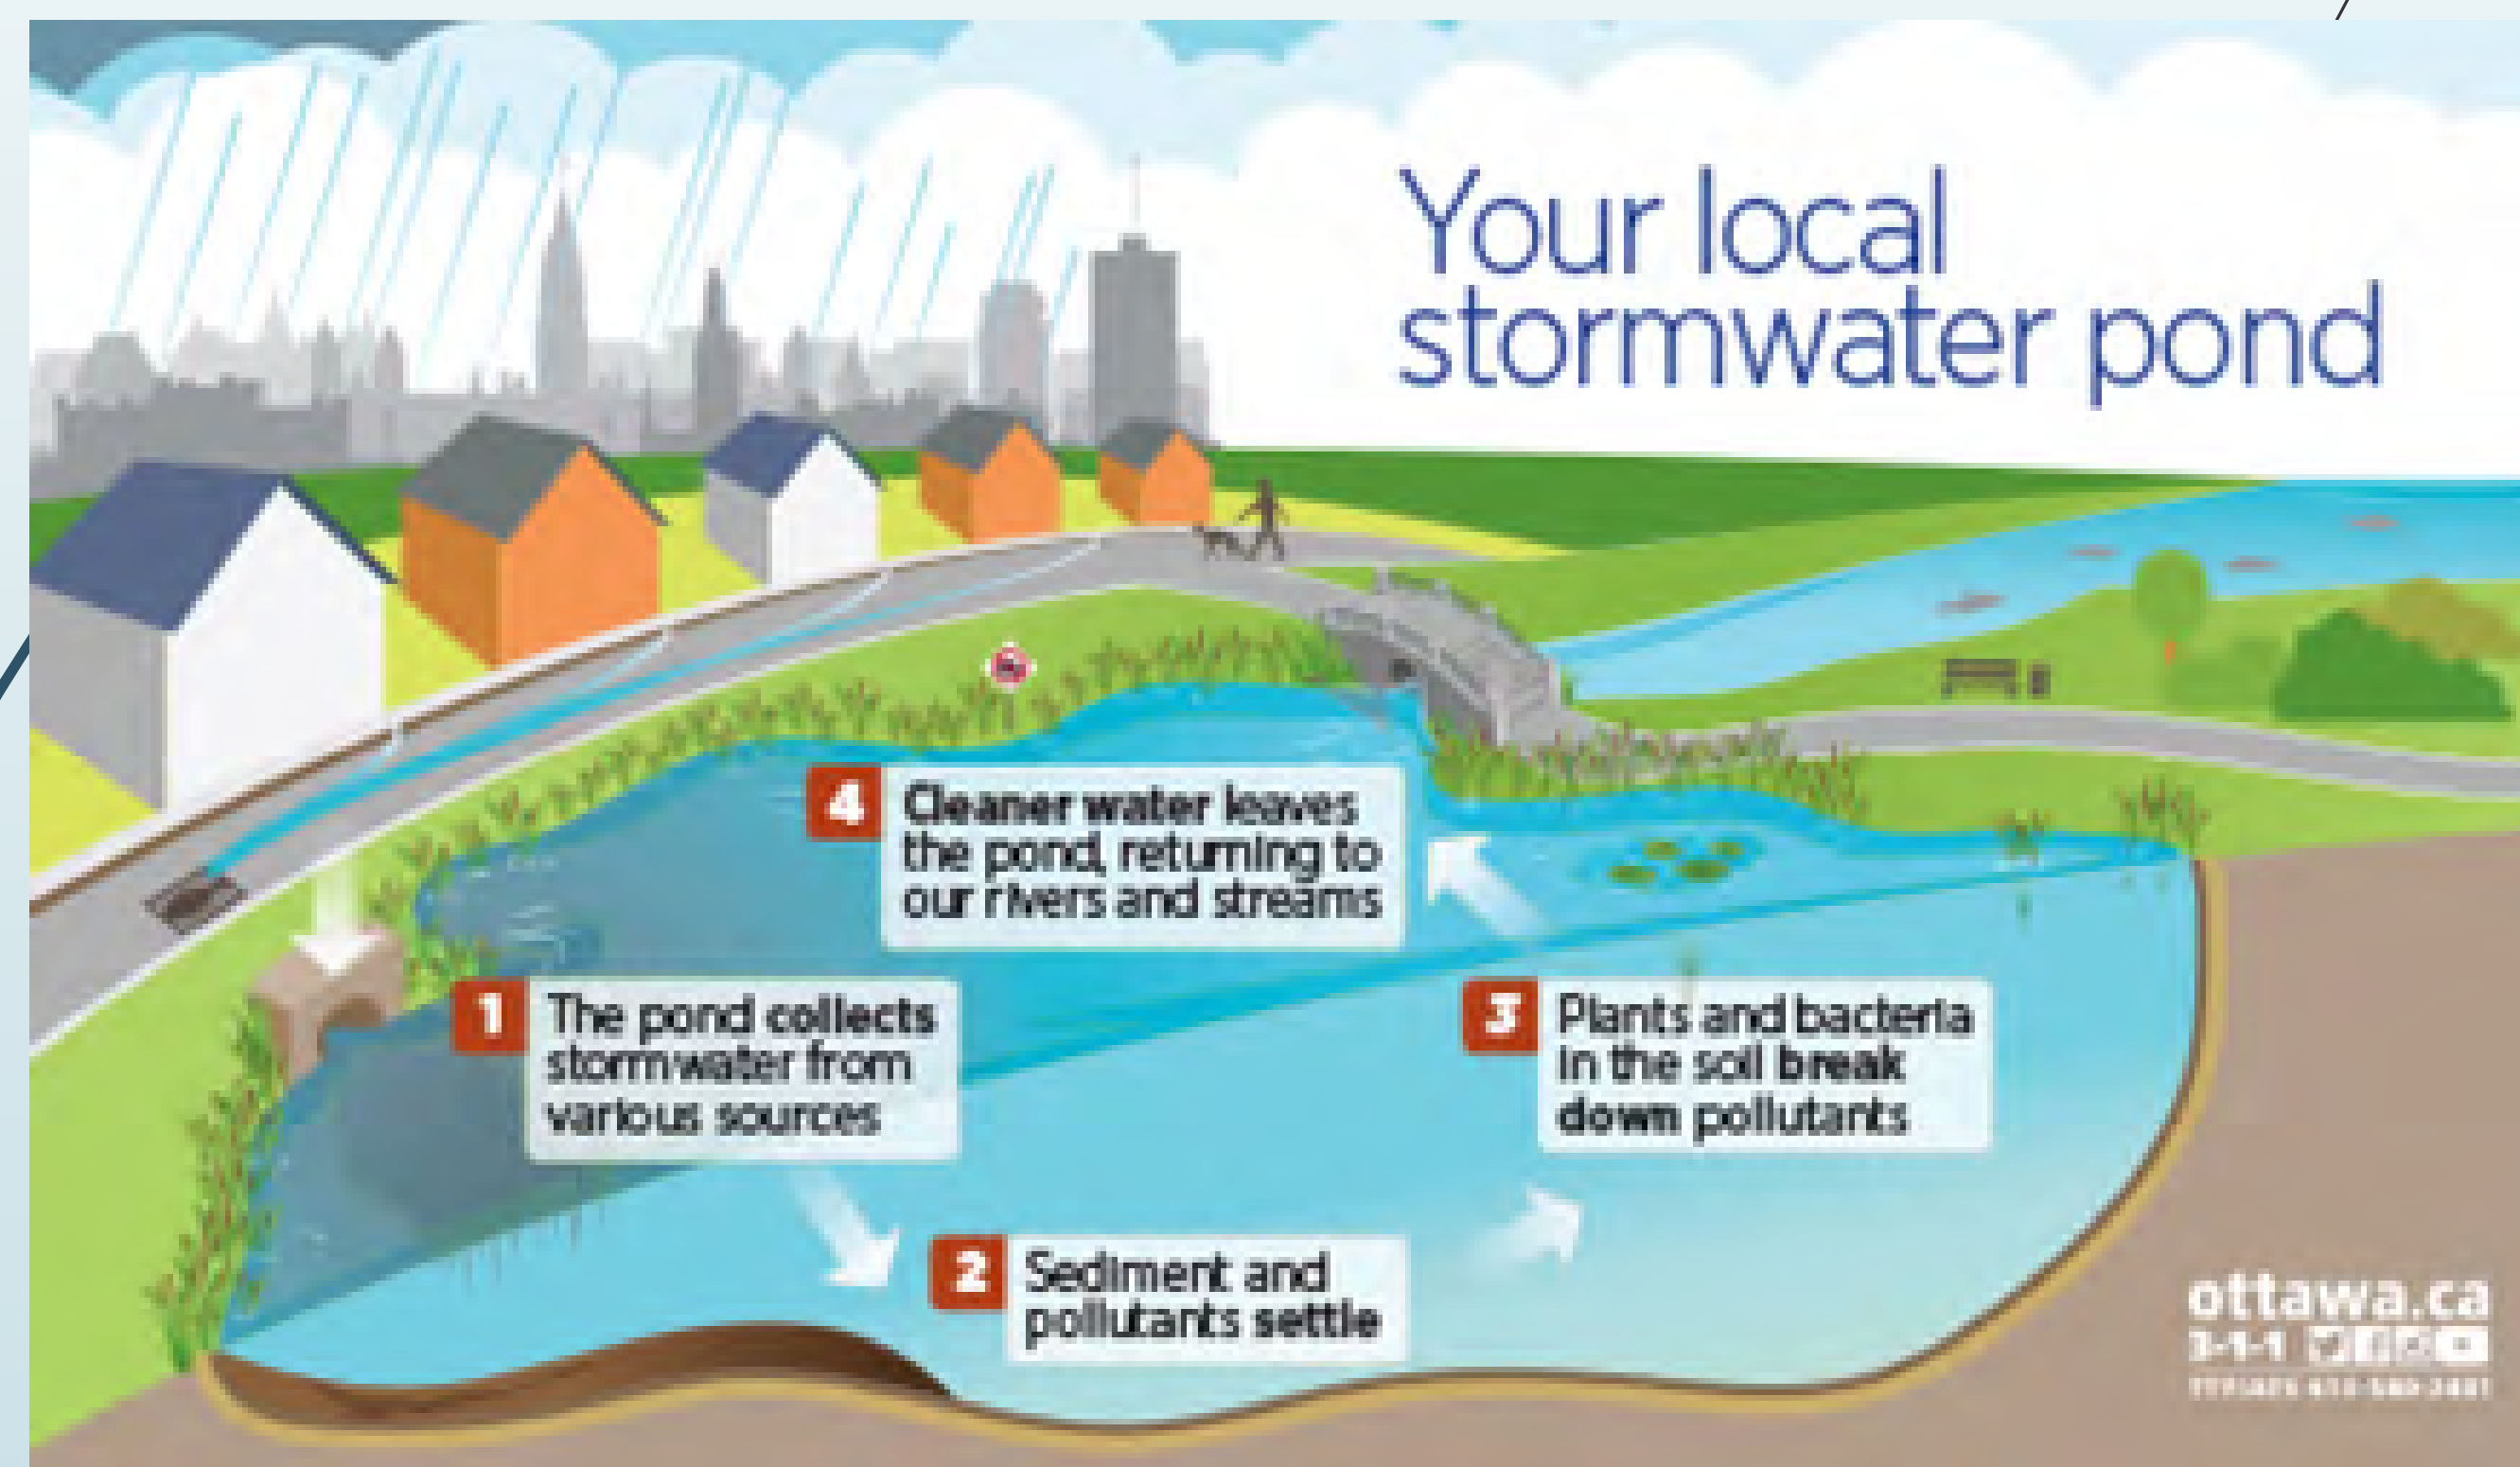 Your local
stormwater pond
4
Cleaner water leaves
the pond, returning to
our rivers and streams
1
The pond collects
stormwater from
various sources
3
Plants and bacteria
in the soil break
down pollutants
2
Sediment and
pollutants settle
ottawa.ca
3-1-1